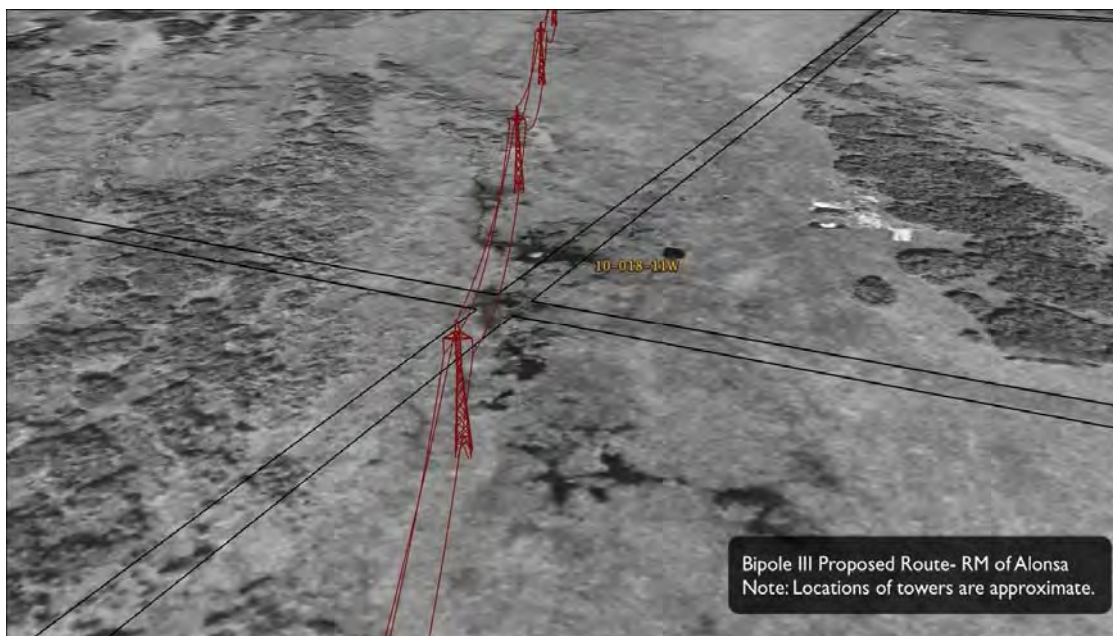 10-018-11W
Bipole III Proposed Route- RM of Alonsa
Note: Locations of towers are approximate.